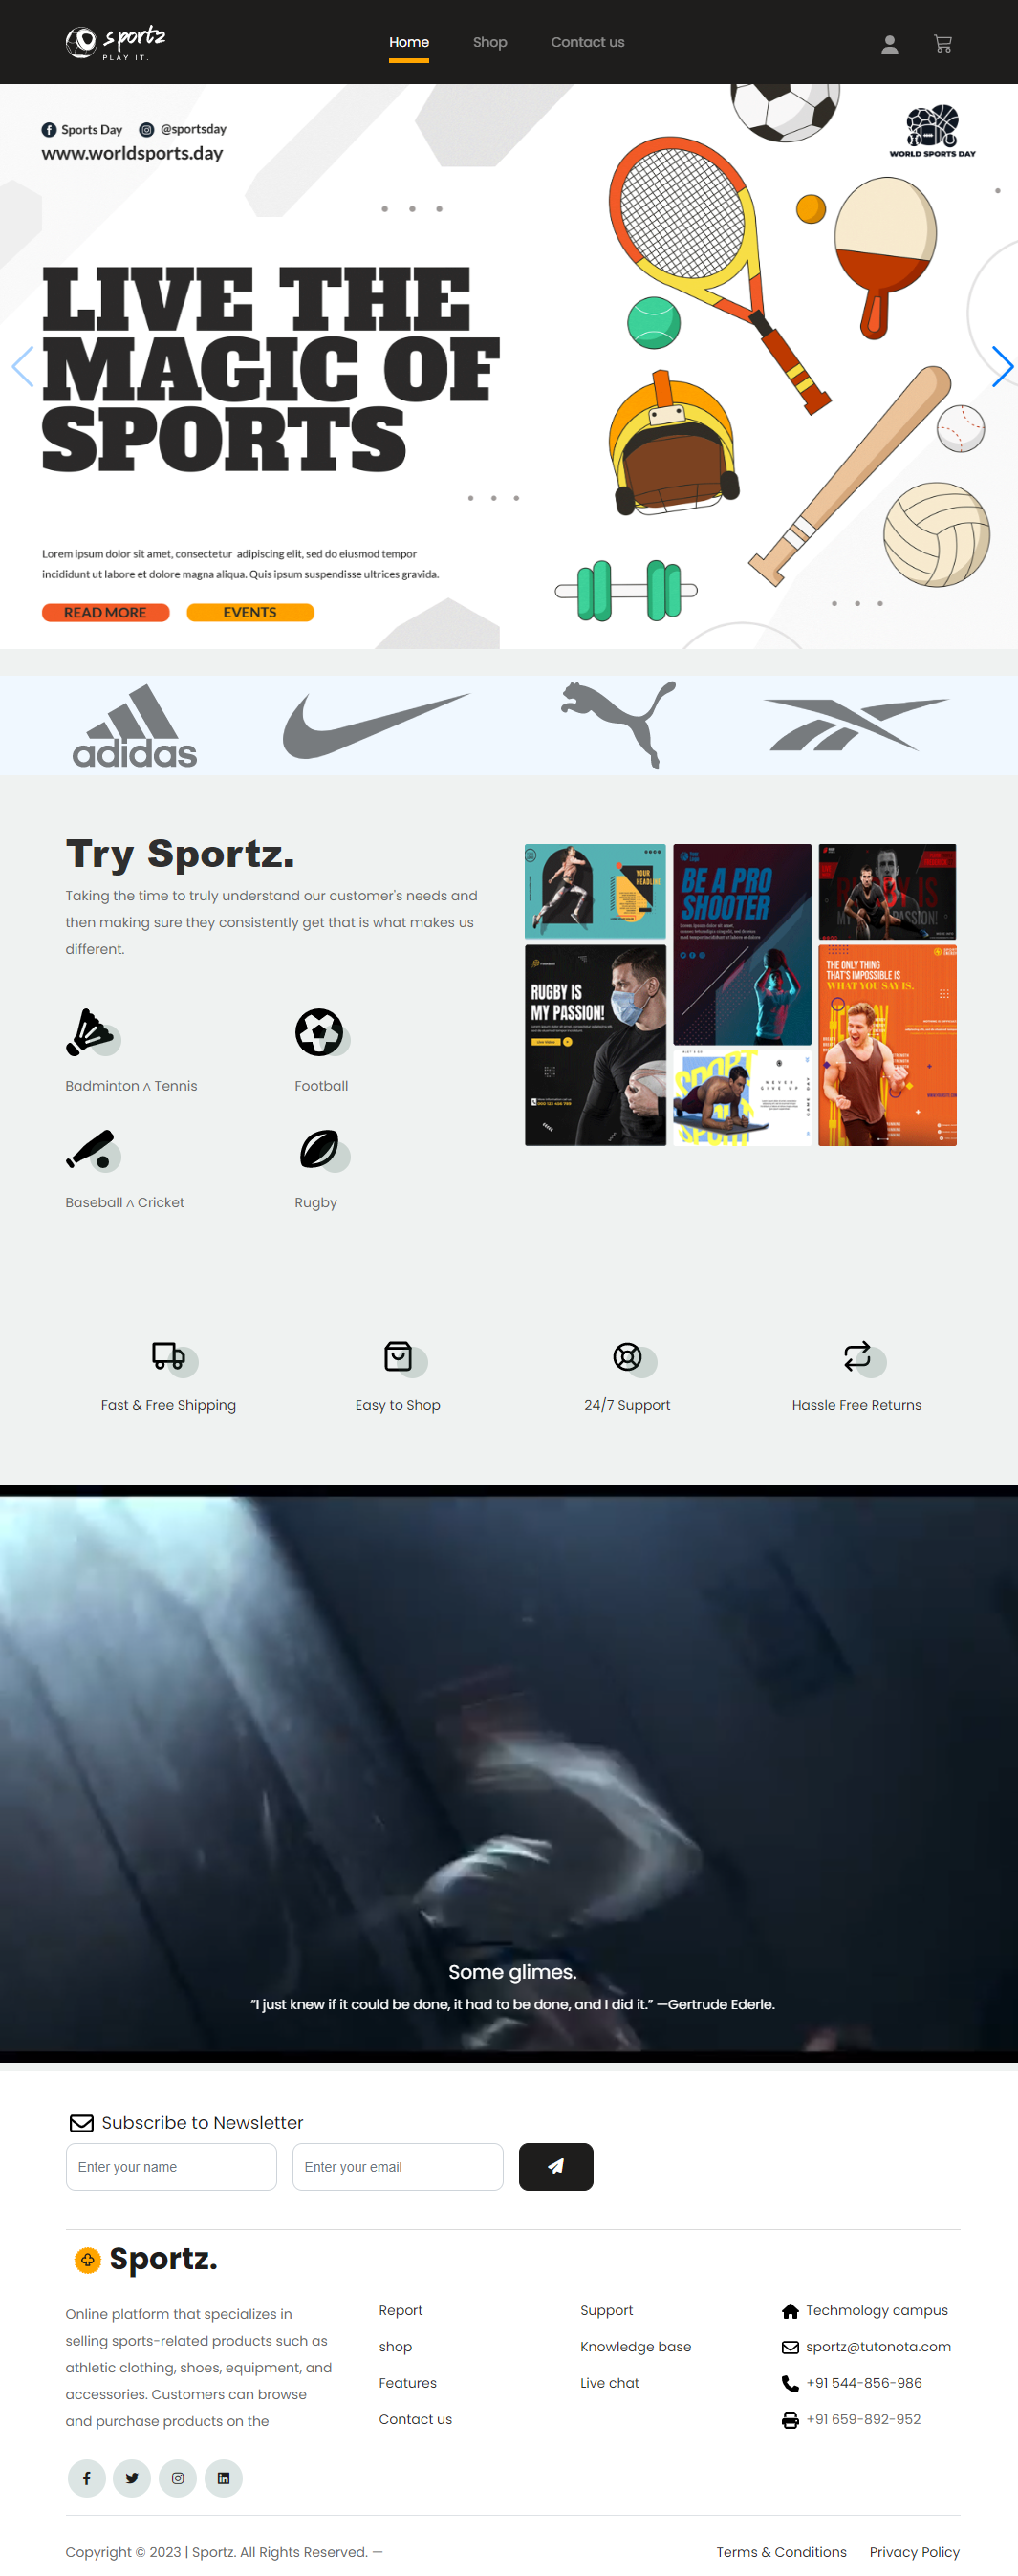 sportz
PLAY IT.
Home
Shop
Contact us
Sports Day
@sportsday
www.worldsports.day
WORLD SPORTS DAY
LIVE THE
MAGIC OF
SPORTS
Lorem ipsum dolor sit amet, consectetur adipiscing elit, sed do eiusmod tempor
incididunt ut labore et dolore magna aliqua. Quis ipsum suspendisse ultrices gravida.
READ MORE
EVENTS
adidas
Try Sportz.
Taking the time to truly understand our customer's needs and
then making sure they consistently get that is what makes us
different.
Badminton ∧ Tennis
Football
Baseball ∧ Cricket
Rugby
YOUR
HEADLINE
BE A PRO
SHOOTER
RUGBY IS
MY PASSION!
THE ONLY THING
THAT'S IMPOSSIBLE IS
WHAT YOU SAY IS.
RUGBY IS
MY PASSION!
SPORT
NEVER
GIVE UP
Fast & Free Shipping
Easy to Shop
24/7 Support
Hassle Free Returns
Some glimes.
“I just knew if it could be done, it had to be done, and I did it.” —Gertrude Ederle.
Subscribe to Newsletter
Enter your name
Enter your email
Sportz.
Online platform that specializes in
selling sports-related products such as
athletic clothing, shoes, equipment, and
accessories. Customers can browse
and purchase products on the
Report
shop
Features
Contact us
Support
Knowledge base
Live chat
Techmology campus
sportz@tutonota.com
+91 544-856-986
+91 659-892-952
Copyright © 2023 | Sportz. All Rights Reserved. —
Terms & Conditions
Privacy Policy